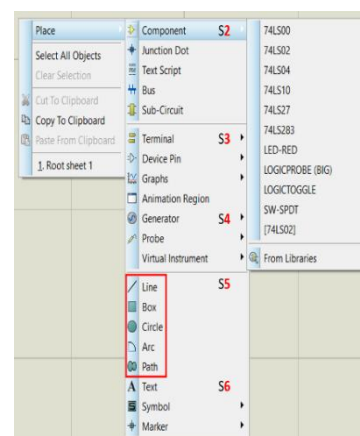 Place
Select All Objects
Clear Selection
Cut To Clipboard
Copy To Clipboard
Paste From Clipboard
1. Root sheet 1
Component S2
Junction Dot
Text Script
Bus
Sub-Circuit
Terminal S3
Device Pin
Graphs
Animation Region
Generator S4
Probe
Virtual Instrument
Line S5
Box
Circle
Arc
Path
A Text S6
Symbol
Marker
74LS00
74LS02
74LS04
74LS10
74LS27
74LS283
LED-RED
LOGICPROBE (BIG)
LOGICTOGGLE
SW-SPDT
[74LS02]
From Libraries